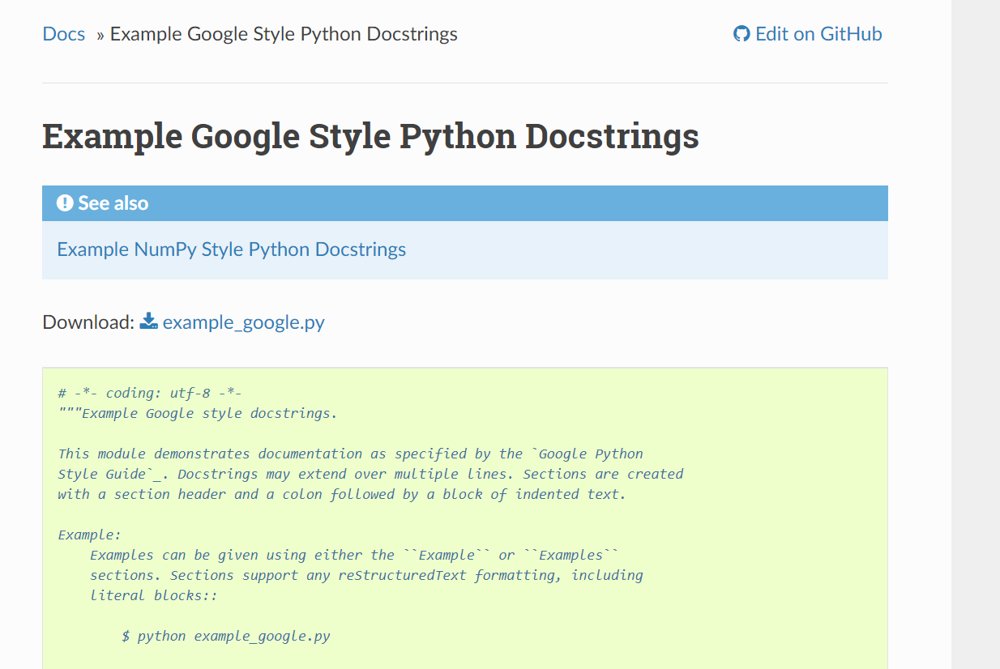 Docs » Example Google Style Python Docstrings Edit on GitHub
Example Google Style Python Docstrings
See also
Example NumPy Style Python Docstrings
Download: example_google.py
# -*- coding: utf-8 -*-
"""Example Google style docstrings.
This module demonstrates documentation as specified by the `Google Python
Style Guide`_. Docstrings may extend over multiple lines. Sections are created
with a section header and a colon followed by a block of indented text.
Example:
Examples can be given using either the ``Example`` or ``Examples``
sections. Sections support any reStructuredText formatting, including
literal blocks::
$ python example_google.py